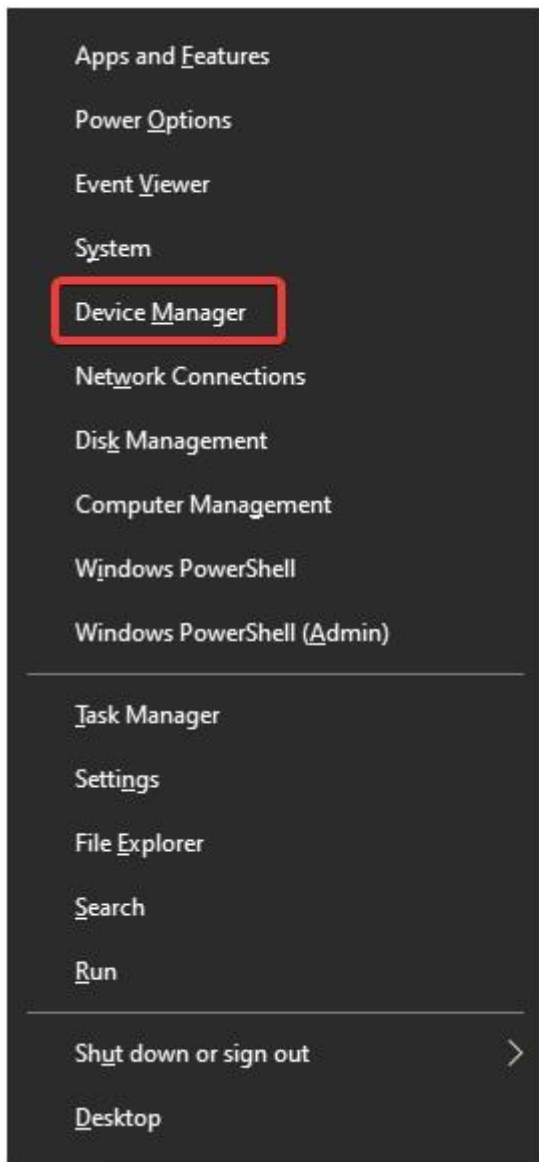 Apps and Features
Power Options
Event Viewer
System
Device Manager
Network Connections
Disk Management
Computer Management
Windows PowerShell
Windows PowerShell (Admin)
Task Manager
Settings
File Explorer
Search
Run
Shut down or sign out
Desktop